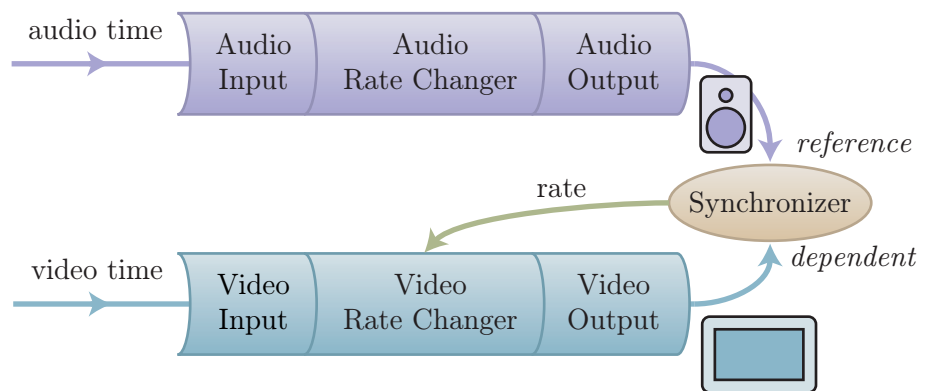 audio time
Audio
Input
Audio
Rate Changer
Audio
Output
reference
rate
Synchronizer
dependent
video time
Video
Input
Video
Rate Changer
Video
Output